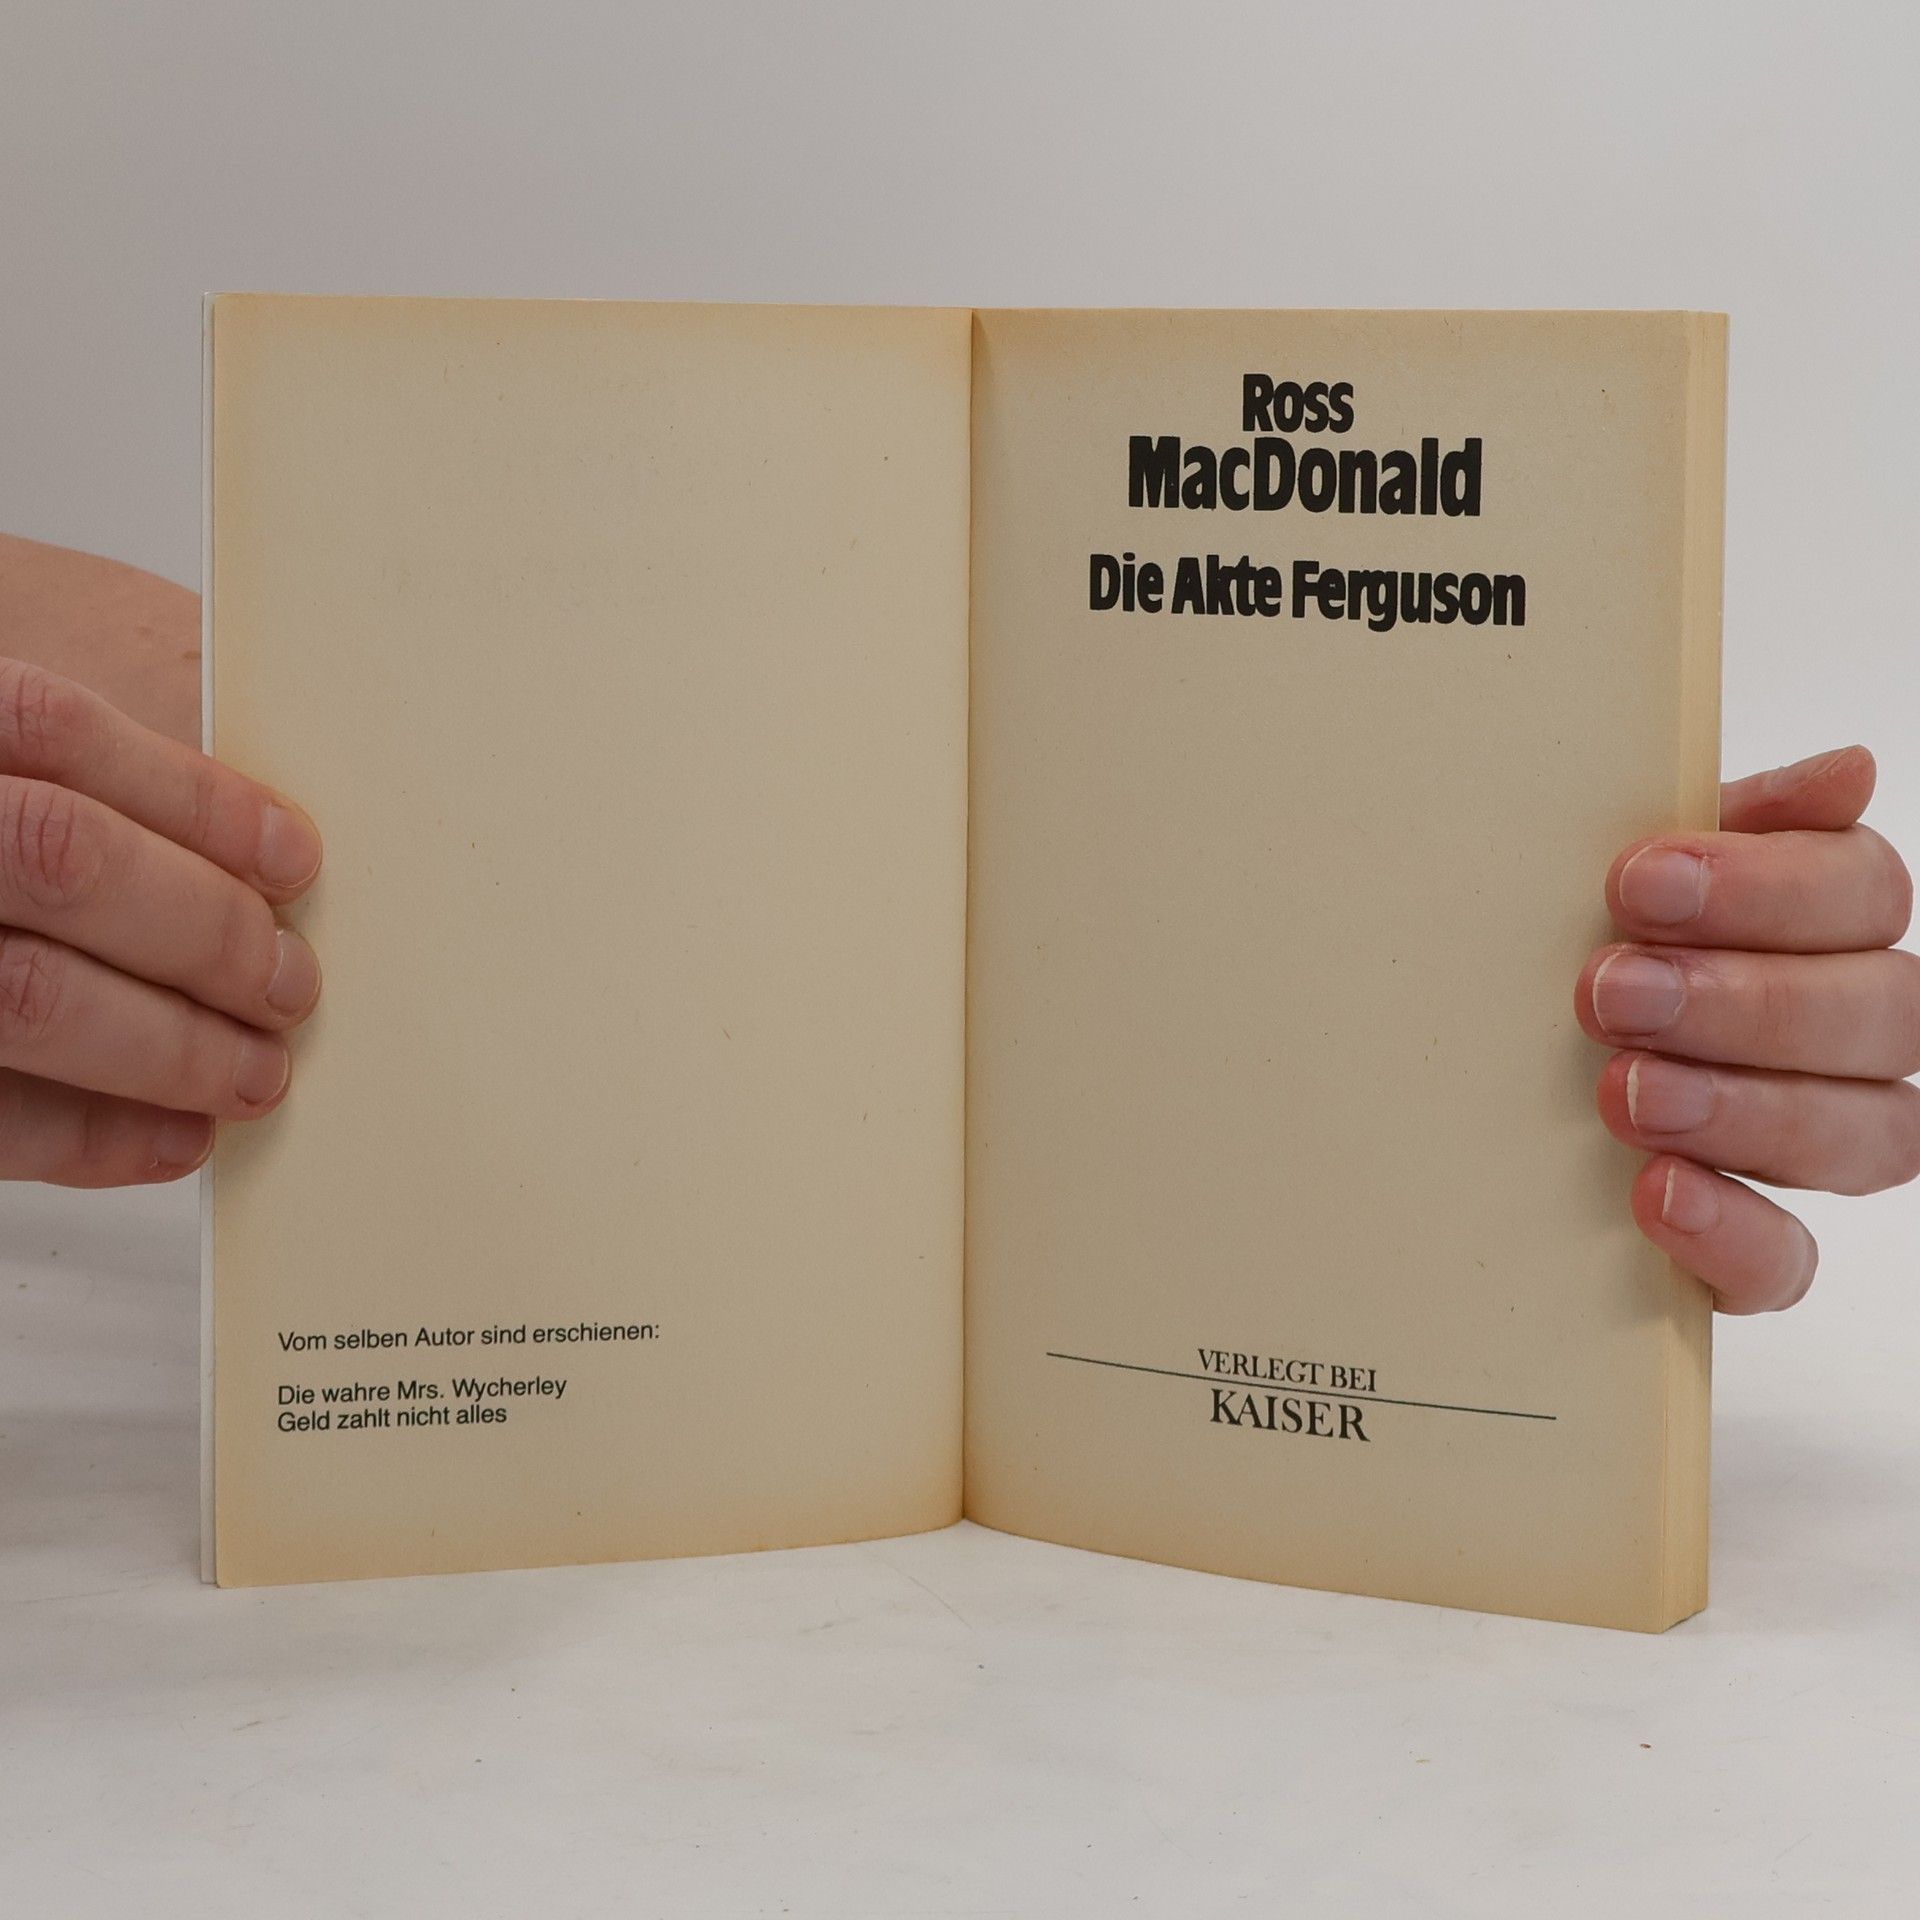 Vom selben Autor sind erschienen:
Die wahre Mrs. Wycherley
Geld zahlt nicht alles
Ross
MacDonald
Die Akte Ferguson
VERLEGT BEI
KAISER